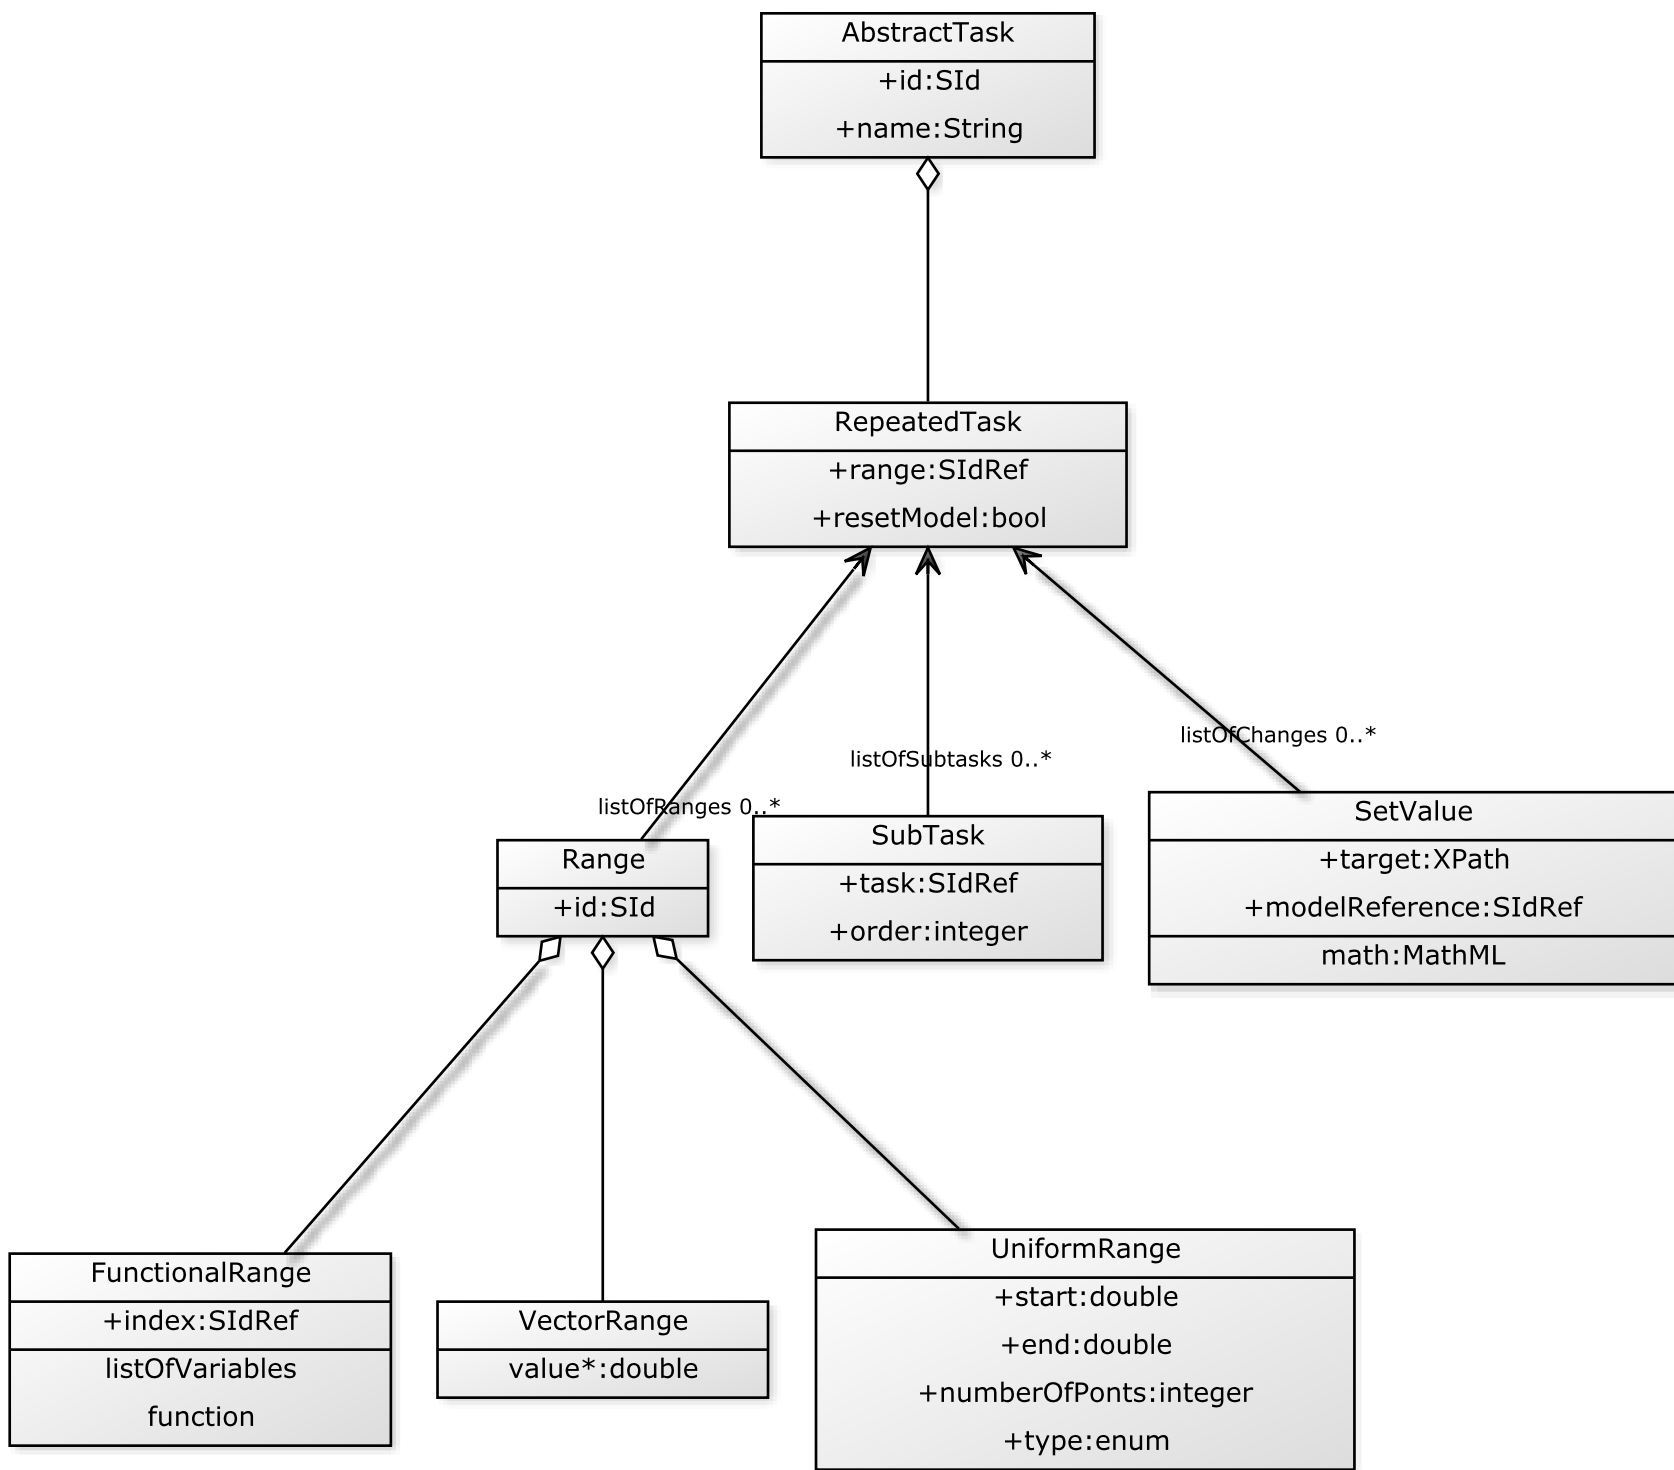 AbstractTask
+id:SId
+name:String
RepeatedTask
+range:SIdRef
+resetModel:bool
listOfRanges 0..*
listOfSubtasks 0..*
listOfChanges 0..*
Range
+id:SId
SubTask
+task:SIdRef
+order:integer
SetValue
+target:XPath
+modelReference:SIdRef
math:MathML
FunctionalRange
+index:SIdRef
listOfVariables
function
VectorRange
value*:double
UniformRange
+start:double
+end:double
+numberOfPonts:integer
+type:enum